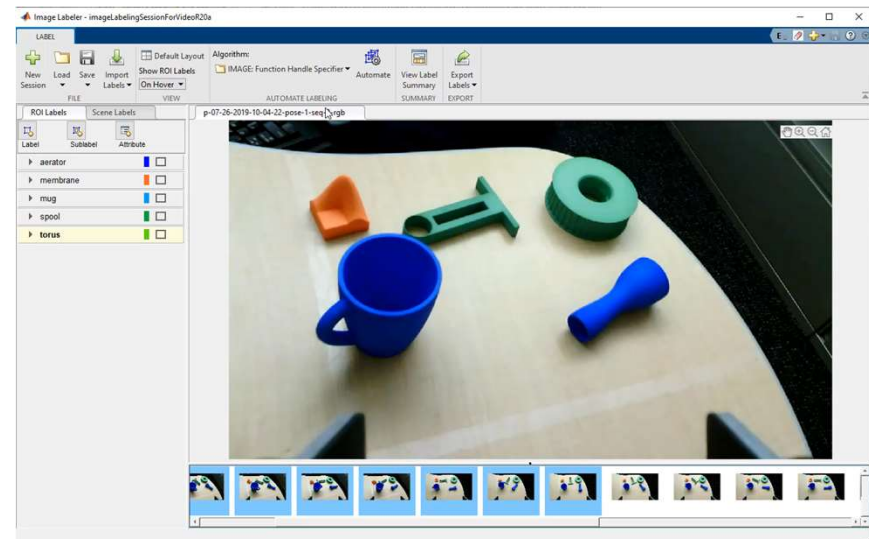 Image Labeler - imageLabelingSessionForVideoR20a
LABEL
New Session
Load
Save
Import Labels
FILE
Default Layout
Show ROI Labels
On Hover
VIEW
Algorithm:
IMAGE: Function Handle Specifier
Automate
AUTOMATE LABELING
View Label Summary
SUMMARY
Export Labels
EXPORT
ROI Labels
Scene Labels
p-07-26-2019-10-04-22-pose-1-seq
rgb
Label
Sublabel
Attribute
aerator
membrane
mug
spool
torus